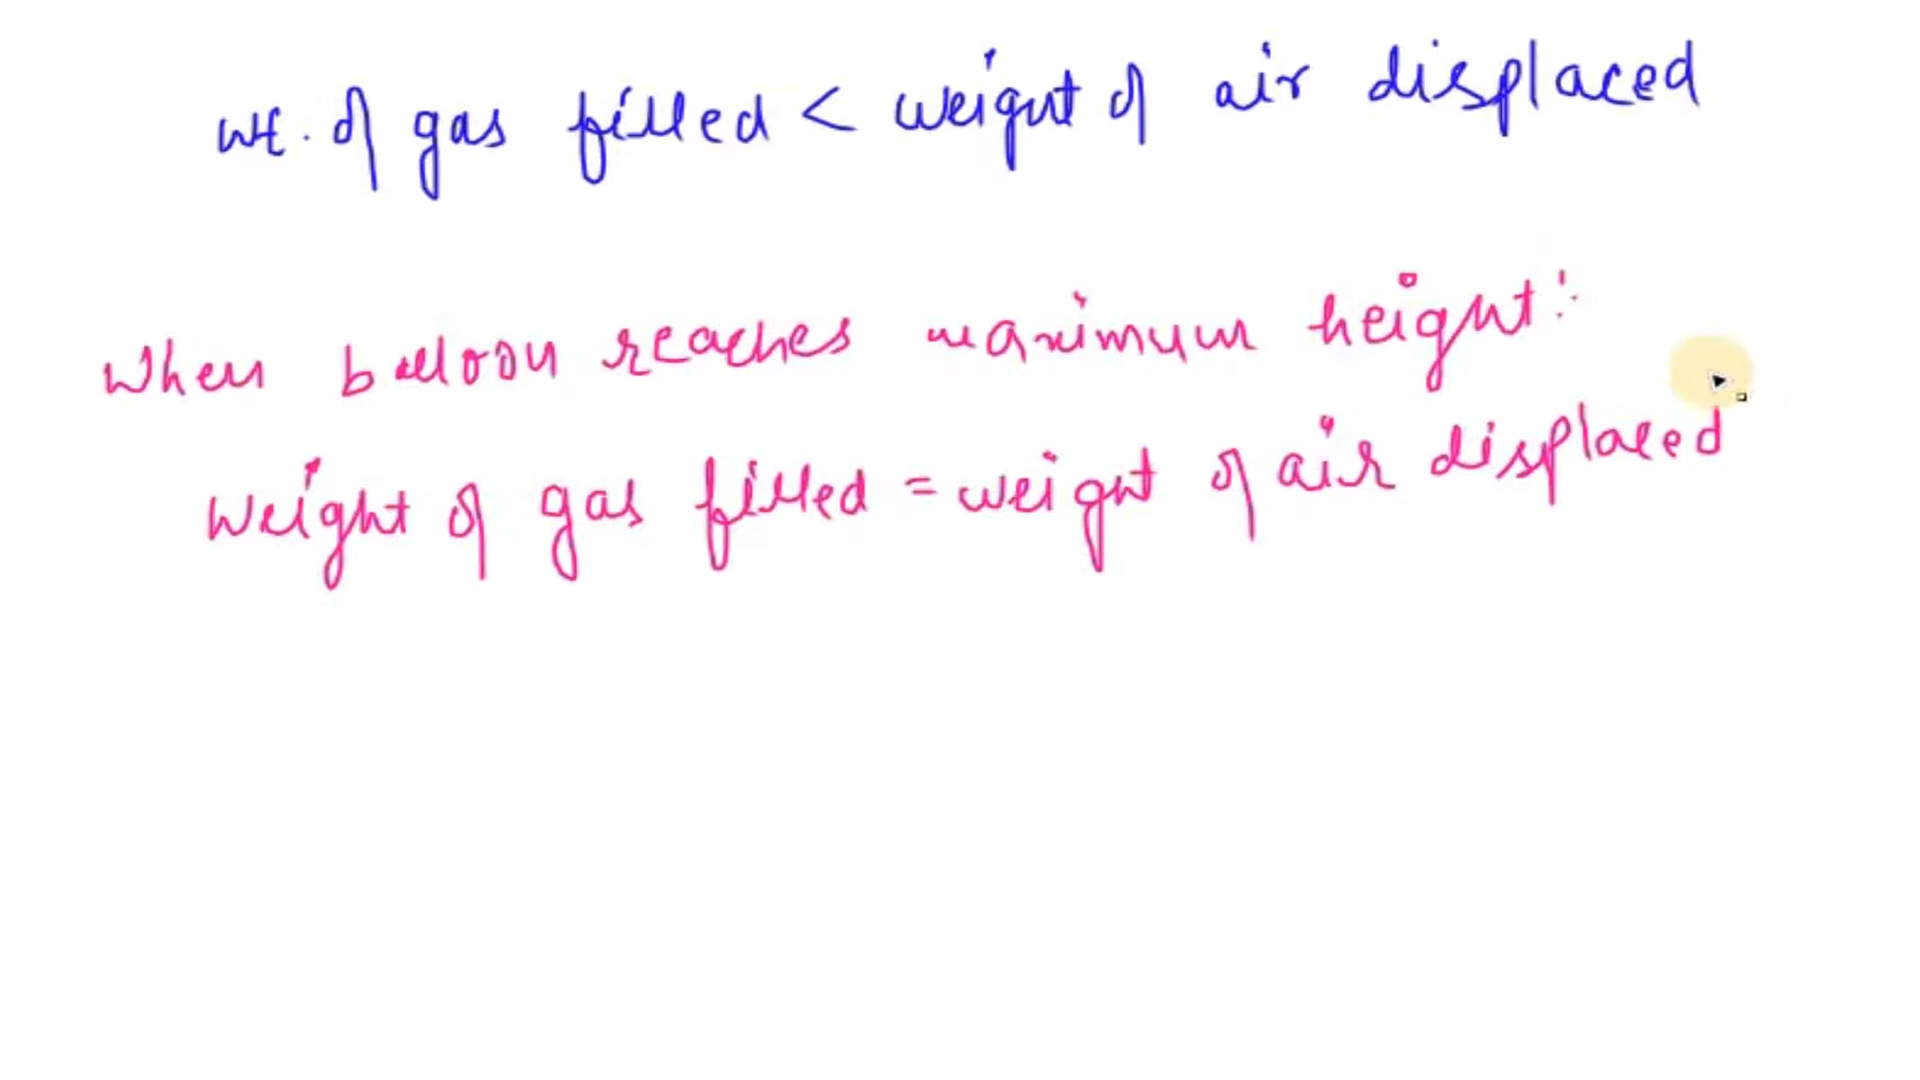 wt. of gas filled < weight of air displaced
When balloon reaches maximum height :
Weight of gas filled = weight of air displaced